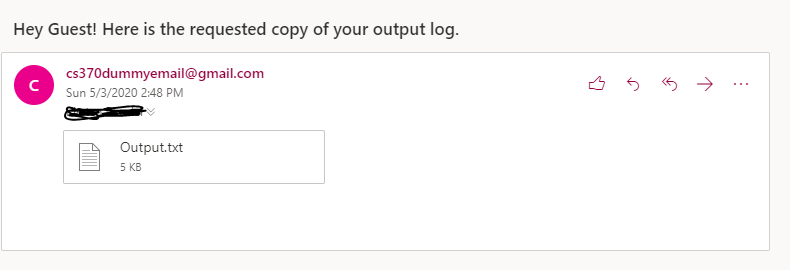 Hey Guest! Here is the requested copy of your output log.
C
cs370dummyemail@gmail.com
Sun 5/3/2020 2:48 PM
Output.txt
5 KB